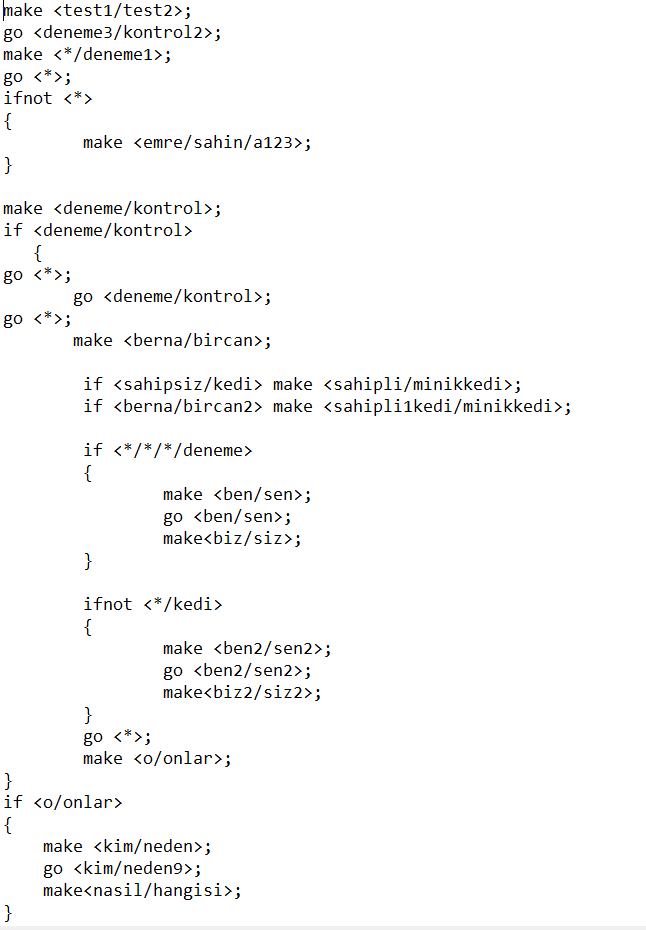 make <test1/test2>;
go <deneme3/kontrol2>;
make <*/deneme1>;
go <*>;
ifnot <*>
{
        make <emre/sahin/a123>;
}

make <deneme/kontrol>;
if <deneme/kontrol>
   {
go <*>;
       go <deneme/kontrol>;
go <*>;
       make <berna/bircan>;

        if <sahipsiz/kedi> make <sahipli/minikkedi>;
        if <berna/bircan2> make <sahipli1kedi/minikkedi>;

        if <*/*/*/deneme>
        {
                make <ben/sen>;
                go <ben/sen>;
                make<biz/siz>;
        }

        ifnot <*/kedi>
        {
                make <ben2/sen2>;
                go <ben2/sen2>;
                make<biz2/siz2>;
        }
        go <*>;
        make <o/onlar>;
}
if <o/onlar>
{
    make <kim/neden>;
    go <kim/neden9>;
    make<nasil/hangisi>;
}